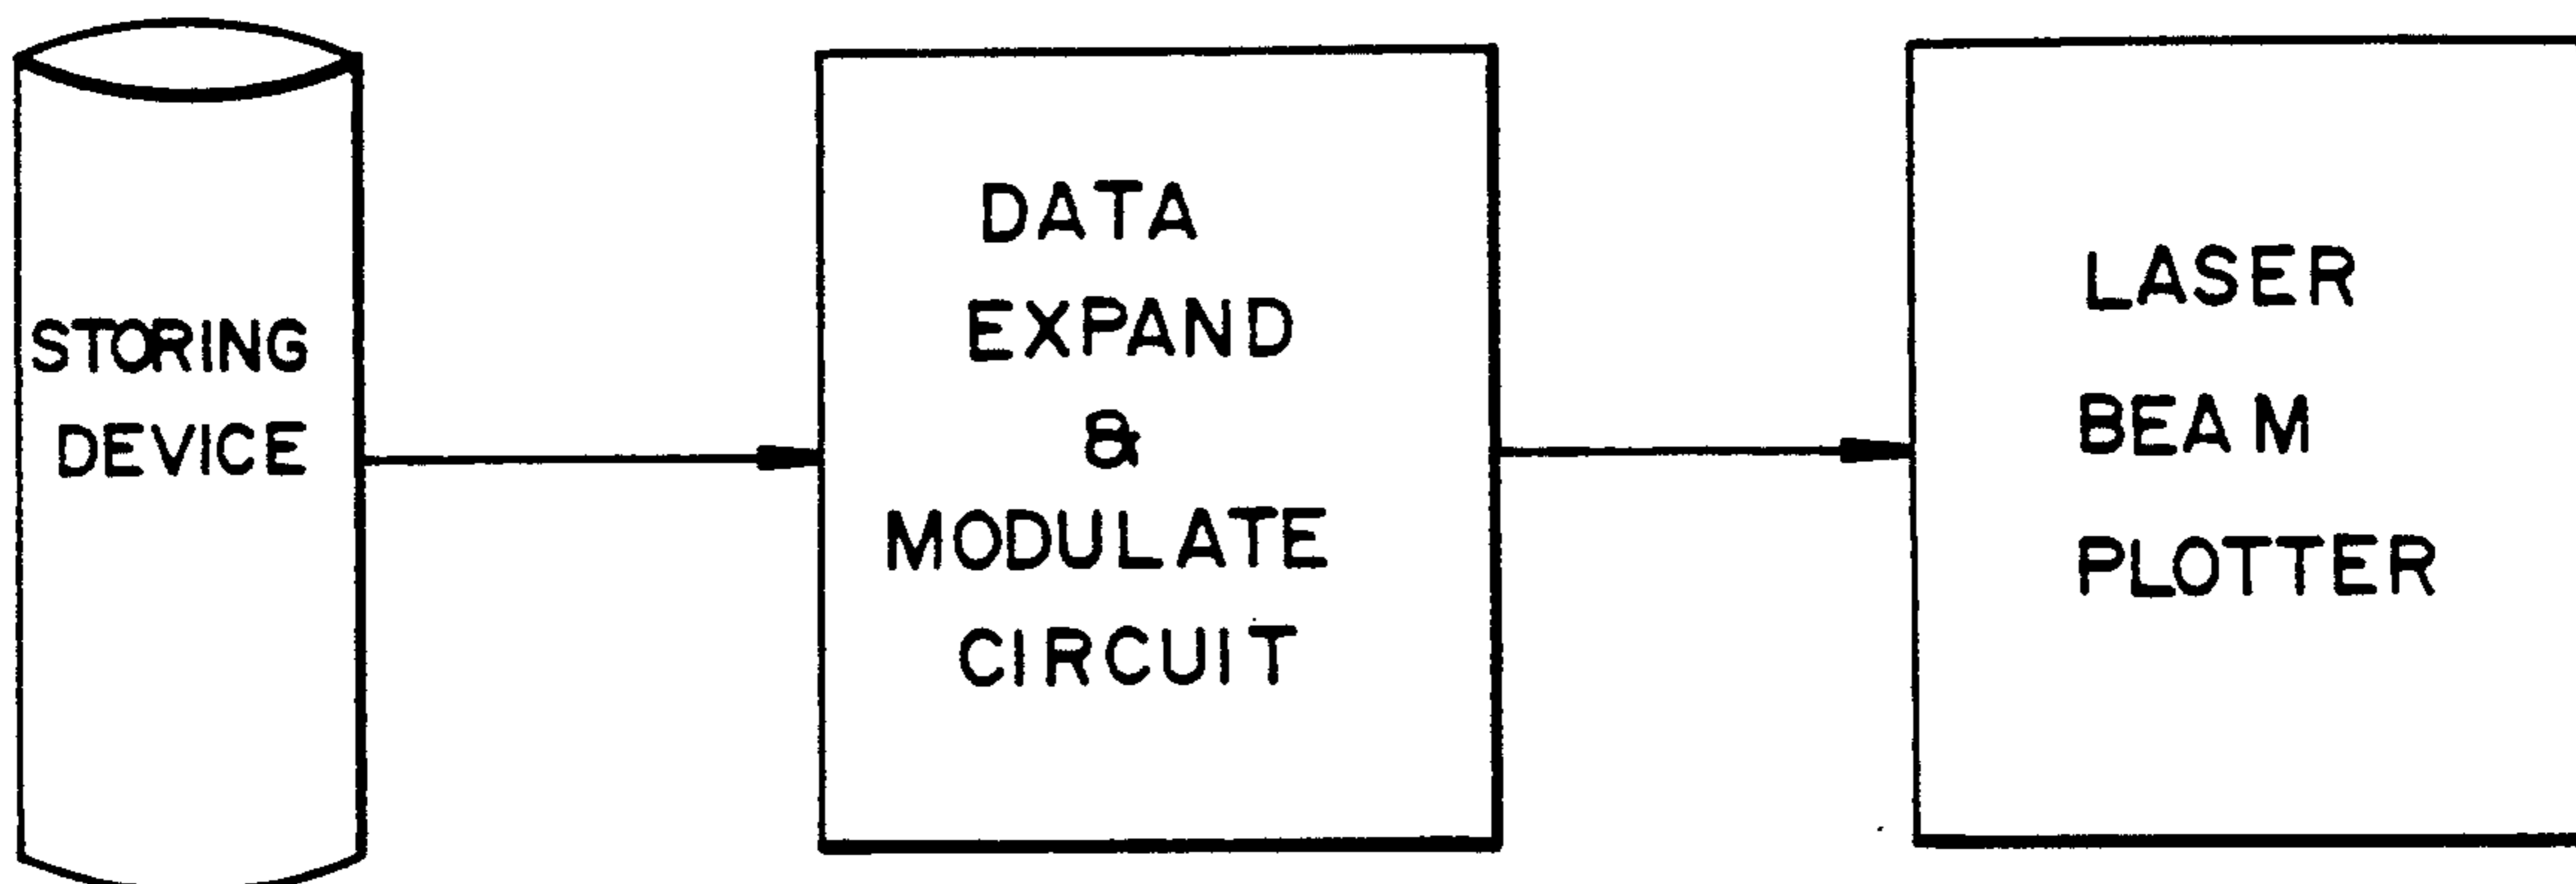 STORING
DEVICE
DATA
EXPAND
&
MODULATE
CIRCUIT
LASER
BEAM
PLOTTER